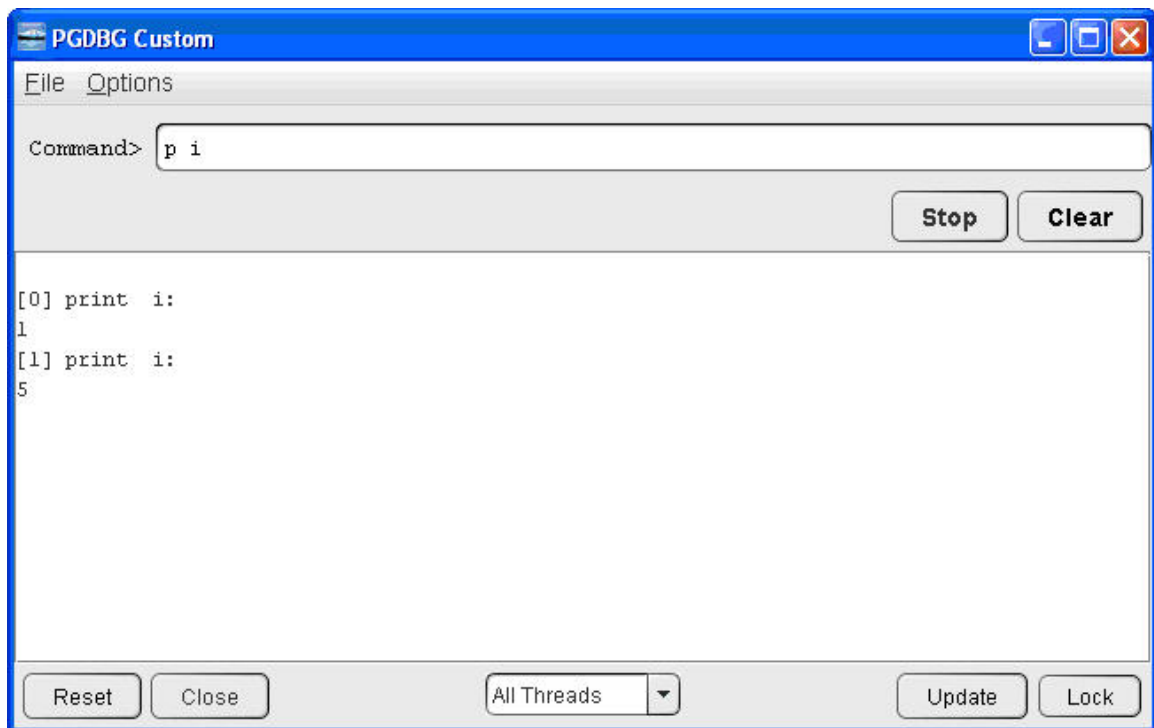 PGDBG Custom
File Options
Command> p i
Stop Clear
[0] print i:
1
[1] print i:
5
Reset Close All Threads Update Lock